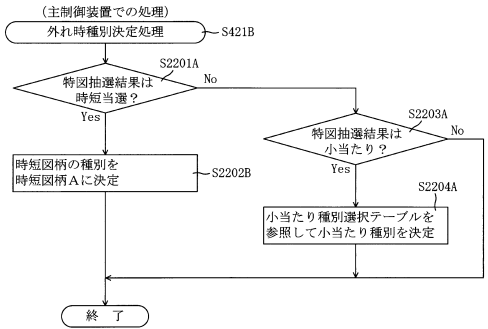 （主制御装置での処理）
外れ時種別決定処理
S421B
S2201A
特図抽選結果は
時短当選？
No
Yes
S2203A
特図抽選結果は
小当たり？
No
Yes
時短図柄の種別を
時短図柄Ａに決定
S2202B
S2204A
小当たり種別選択テーブルを
参照して小当たり種別を決定
終　了